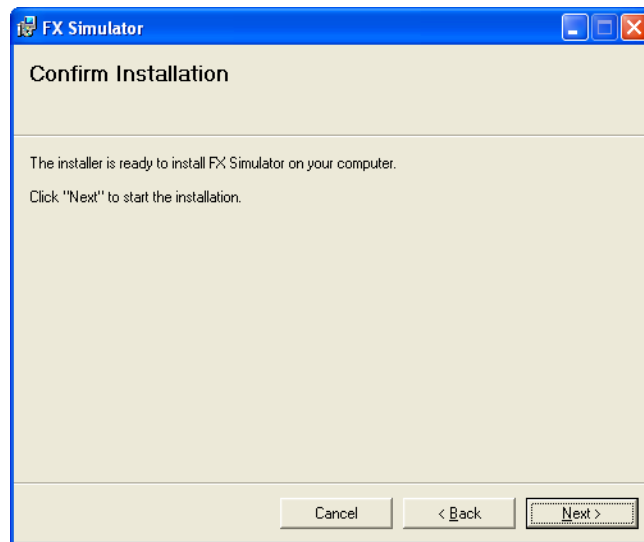 FX Simulator
Confirm Installation
The installer is ready to install FX Simulator on your computer.
Click "Next" to start the installation.
Cancel
< Back
Next >